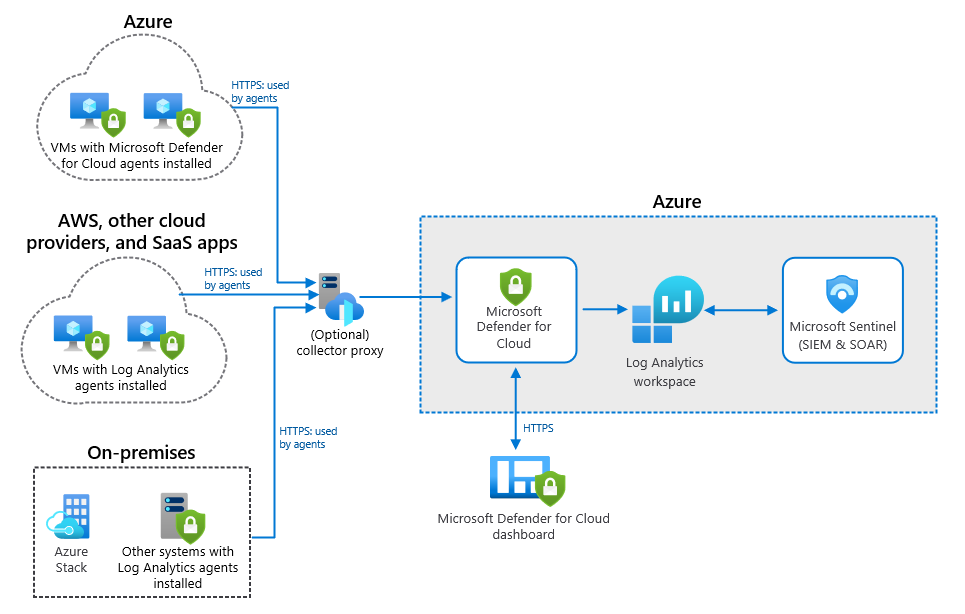 Azure
HTTPS: used
by agents
VMs with Microsoft Defender
for Cloud agents installed
AWS, other cloud
providers, and SaaS apps
HTTPS: used
by agents
VMs with Log Analytics
agents installed
(Optional)
collector proxy
HTTPS: used
by agents
On-premises
Azure
Stack
Other systems with
Log Analytics agents
installed
Azure
Microsoft
Defender for
Cloud
Log Analytics
workspace
Microsoft Sentinel
(SIEM & SOAR)
HTTPS
Microsoft Defender for Cloud
dashboard